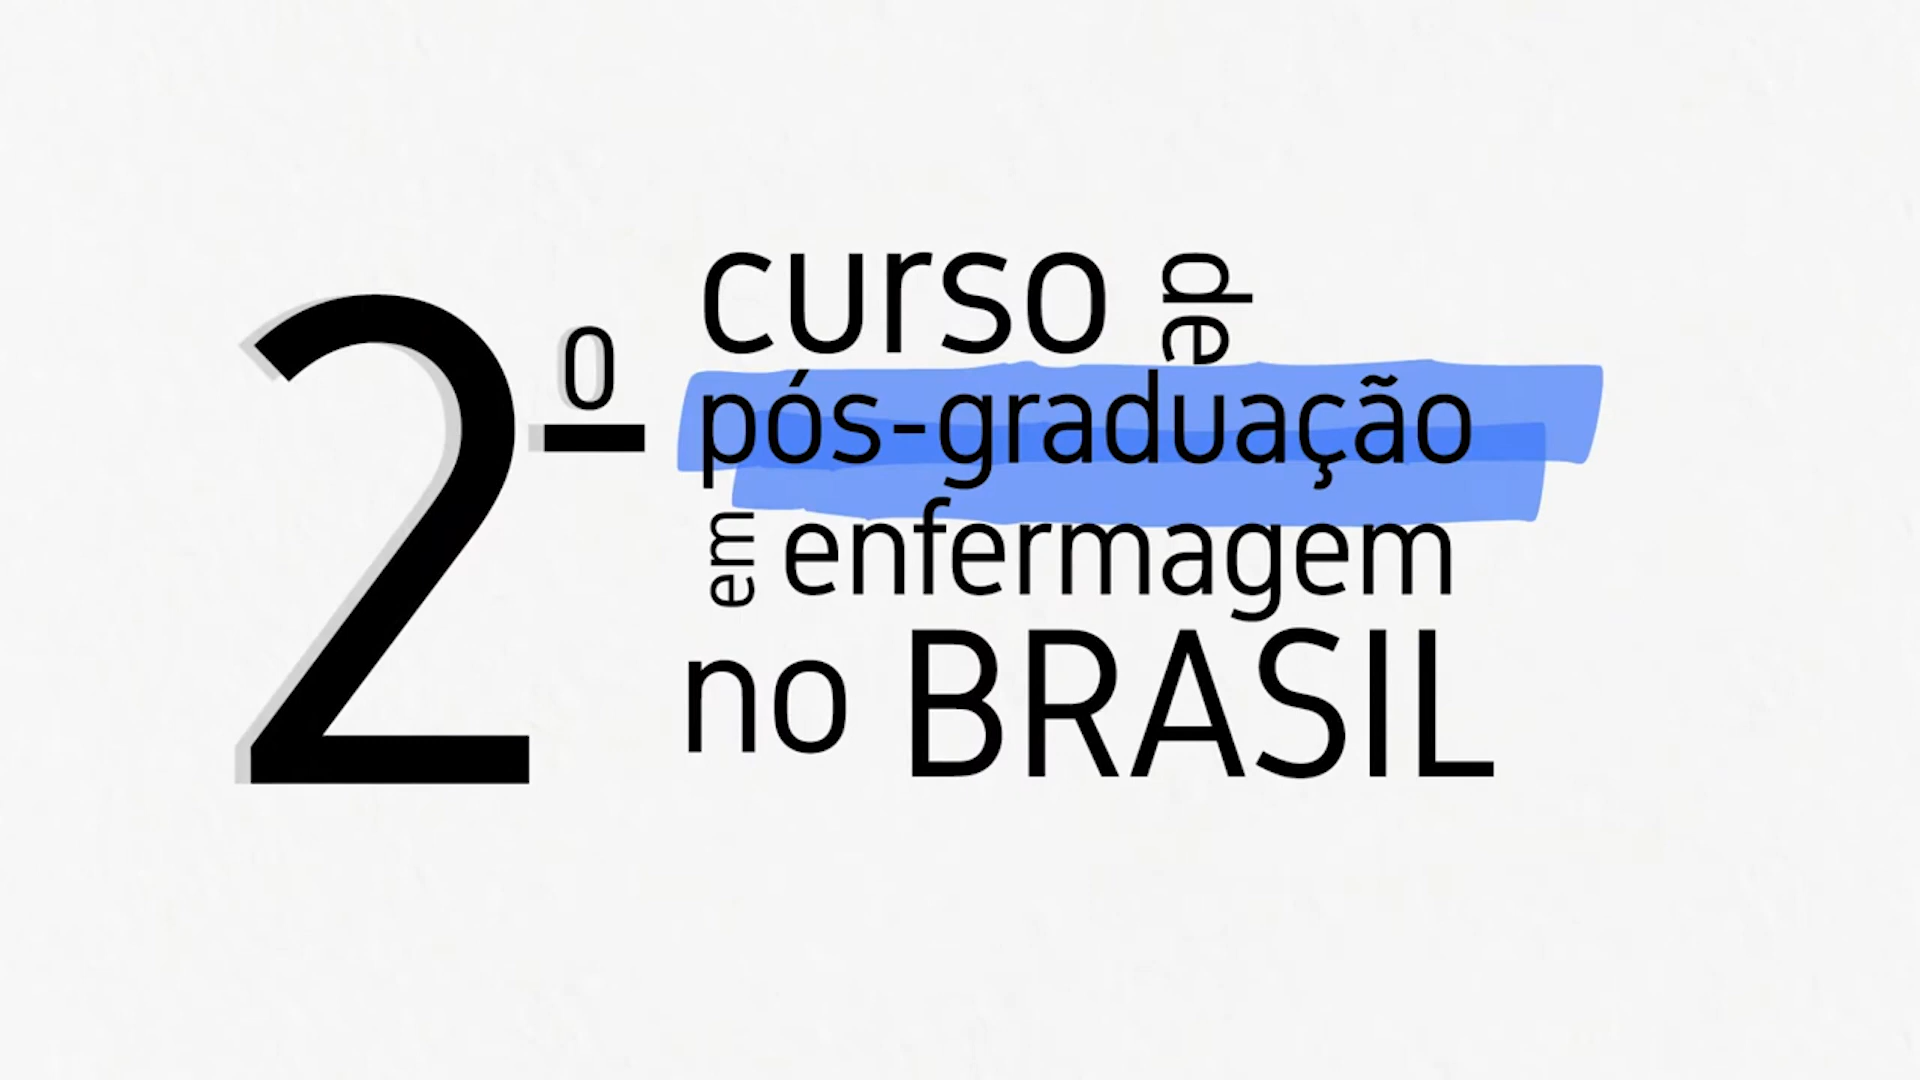 2º
curso de
pós-graduação
em enfermagem
no BRASIL